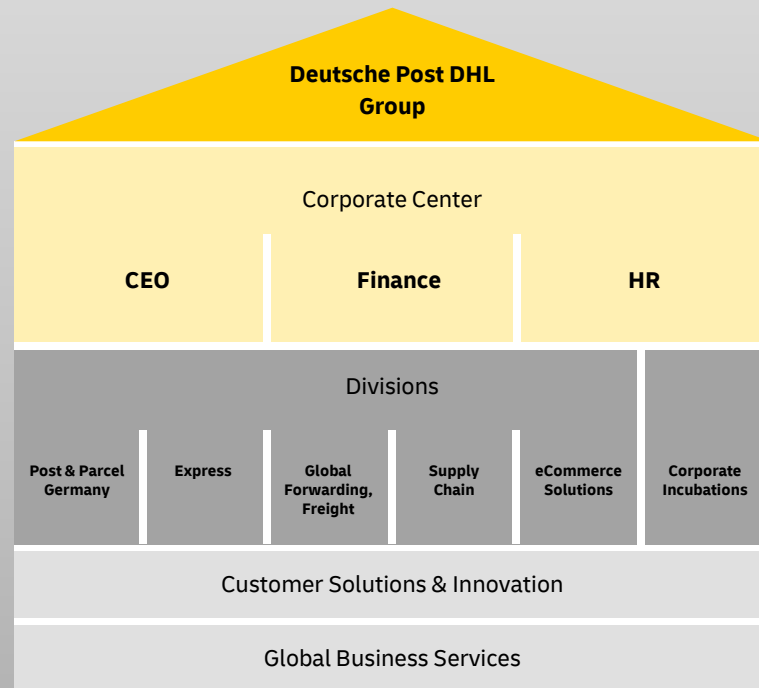 Deutsche Post DHL
Group
Corporate Center
CEO
Finance
HR
Divisions
Post & Parcel
Germany
Express
Global
Forwarding,
Freight
Supply
Chain
eCommerce
Solutions
Corporate
Incubations
Customer Solutions & Innovation
Global Business Services